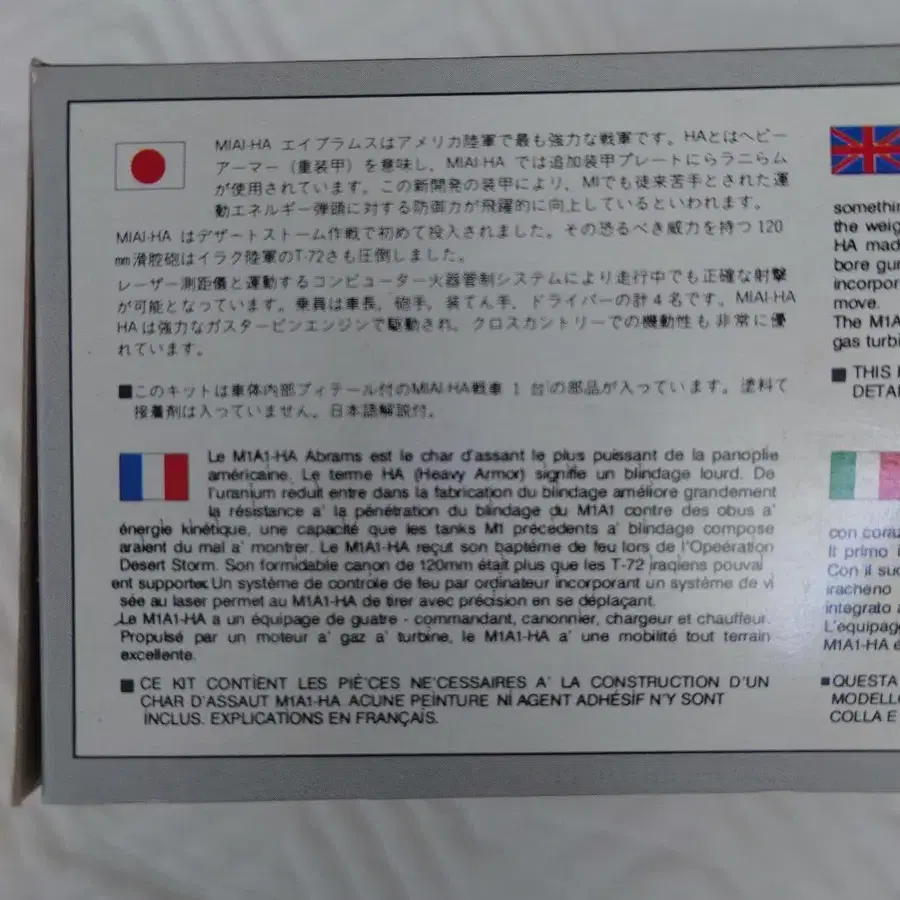 MIAI-HA エイブラムスはアメリカ陸軍で最も強力な戦軍です。HAとはヘビー
アーマー（重装甲）を意味し、MIAI-HA では追加装甲プレートにらラニらム
が使用されています。この新開発の装甲により、MIでも徒来苦手とされた運
動エネルギー弾頭に対する防御力が飛躍的に向上しているといわれます。
MIAI-HA はデザートストーム作戦で初めて投入されました。その恐るべき威力を持つ 120
mm滑腔砲はイラク陸軍のT-72さも圧倒しました。
レーザー測距儀と運動するコンピューター火器管制システムにより走行中でも正確な射撃
が可能となっています。乗員は車長，砲手，装てん手，ドライバーの計 4 名です。MIAI-HA
HA は強力なガスタービンエンジンで駆動され，クロスカントリーでの機動性も非常に優
れています。
■このキットは車体内部ディテール付のMIAI-HA戦車 1 台の部品が入っています。塗料て
接着剤は入っていません。日本語解説付。
Le M1A1-HA Abrams est le char d'assant le plus puissant de la panoplie
américaine. Le terme HA (Heavy Armor) signifie un blindage lourd. De
l'uranium reduit entre dans la fabrication du blindage améliore grandement
la résistance a' la pénétration du blindage du M1A1 contre des obus a'
énergie kinétique, une capacité que les tanks M1 précedents a' blindage compose
araient du mal a' montrer. Le M1A1-HA reçut son baptéme de feu lors de l'Opeération
Desert Storm. Son formidable canon de 120mm était plus que les T-72 iraqiens pouvai
ent supporter. Un système de controle de feu par ordinateur incorporant un système de vi
sée au laser permet au M1A1-HA de tirer avec précision en se déplaçant.
Le M1A1-HA a un équipage de guatre - commandant, canonnier, chargeur et chauffeur.
Propulsé par un moteur a' gaz a' turbine, le M1A1-HA a' une mobilité tout terrain
excellente.
■ CE KIT CONTIENT LES PIÈ'CES NE'CESSAIRES A' LA CONSTRUCTION D'UN
CHAR D'ASSAUT M1A1-HA. ACUNE PEINTURE NI AGENT ADHÉSIF N'Y SONT
INCLUS. EXPLICATIONS EN FRANÇAIS.
somethin
the weig
HA mad
bore gun
incorpor
move.
The M1A
gas turbi
■ THIS
DETA
con coraz
Il primo i
Con il suc
iracheno
integrato a
L'equipag
M1A1-HA è
■QUESTA
MODELL
COLLA E